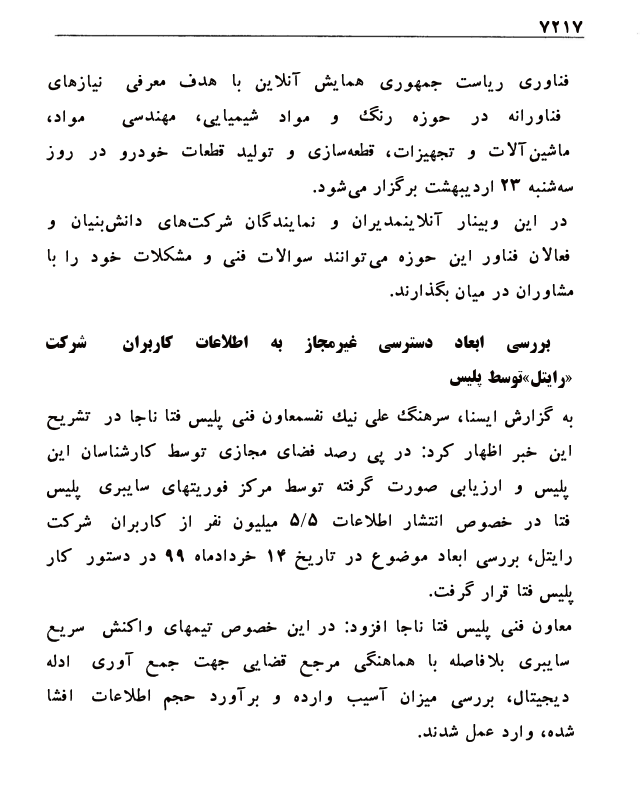 ۷۲۱۷
فناوری ریاست جمهوری همایش آنلاین با هدف معرفی نیازهای
فناورانه در حوزه رنگ و مواد شیمیایی، مهندسی مواد،
ماشین‌آلات و تجهیزات، قطعه‌سازی و تولید قطعات خودرو در روز
سه‌شنبه ۲۳ اردیبهشت برگزار می‌شود.
در این وبینار آنلاینمدیران و نمایندگان شرکت‌های دانش‌بنیان و
فعالان فناور این حوزه می‌توانند سوالات فنی و مشکلات خود را با
مشاوران در میان بگذارند.
بررسی ابعاد دسترسی غیرمجاز به اطلاعات کاربران شرکت
«رایتل»توسط پلیس
به گزارش ایسنا، سرهنگ علی نیك نفسمعاون فنی پلیس فتا ناجا در تشریح
این خبر اظهار کرد: در پی رصد فضای مجازی توسط کارشناسان این
پلیس و ارزیابی صورت گرفته توسط مرکز فوریتهای سایبری پلیس
فتا در خصوص انتشار اطلاعات ۵/۵ میلیون نفر از کاربران شرکت
رایتل، بررسی ابعاد موضوع در تاریخ ۱۴ خردادماه ۹۹ در دستور کار
پلیس فتا قرار گرفت.
معاون فنی پلیس فتا ناجا افزود: در این خصوص تیمهای واکنش سریع
سایبری بلافاصله با هماهنگی مرجع قضایی جهت جمع آوری ادله
دیجیتال، بررسی میزان آسیب وارده و برآورد حجم اطلاعات افشا
شده، وارد عمل شدند.